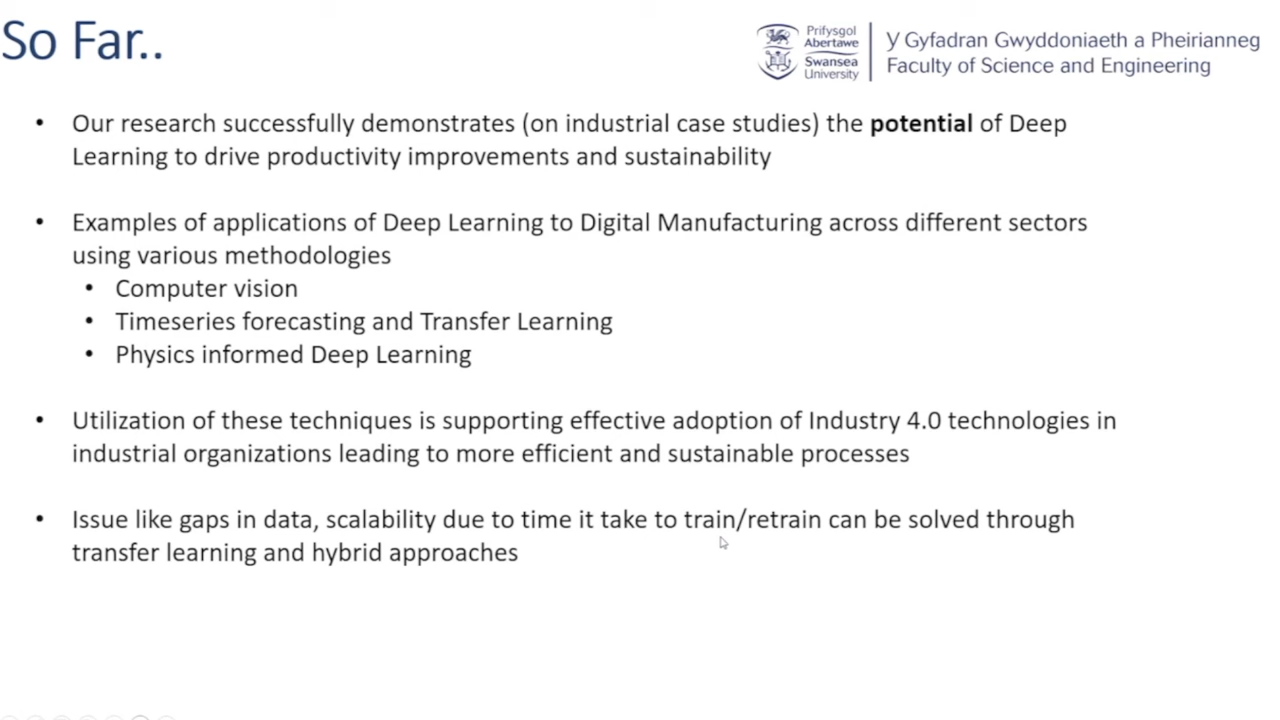 So Far..
Prifysgol
Abertawe
Swansea
University
Y Gyfadran Gwyddoniaeth a Pheirianneg
Faculty of Science and Engineering
• Our research successfully demonstrates (on industrial case studies) the potential of Deep
Learning to drive productivity improvements and sustainability
• Examples of applications of Deep Learning to Digital Manufacturing across different sectors
using various methodologies
• Computer vision
• Timeseries forecasting and Transfer Learning
• Physics informed Deep Learning
• Utilization of these techniques is supporting effective adoption of Industry 4.0 technologies in
industrial organizations leading to more efficient and sustainable processes
• Issue like gaps in data, scalability due to time it take to train/retrain can be solved through
transfer learning and hybrid approaches